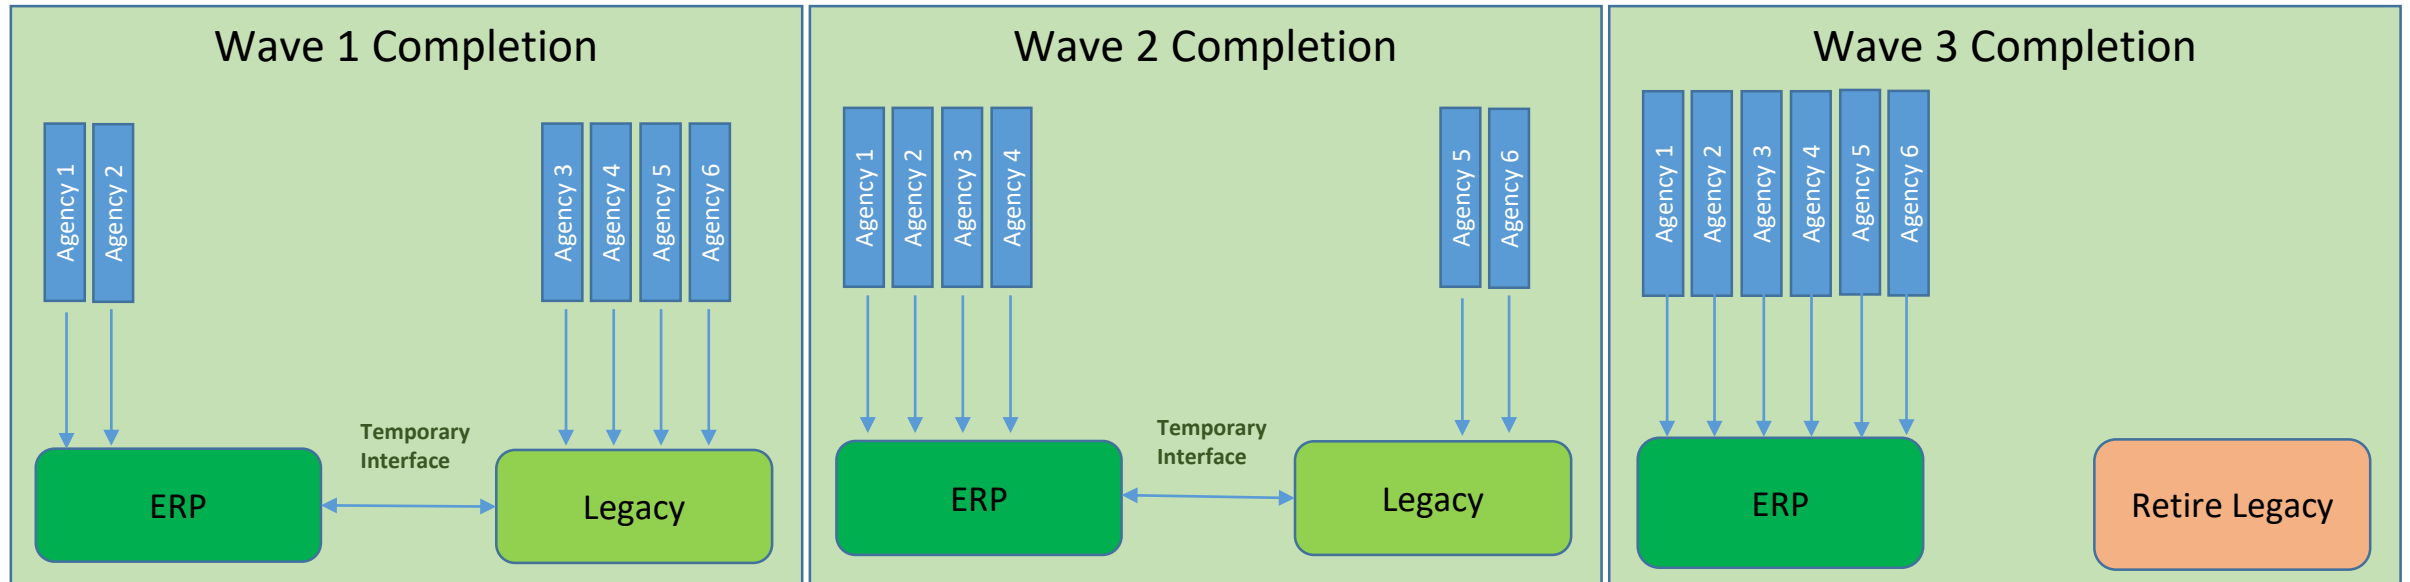 Wave 1 Completion
Agency 1
Agency 2
Agency 3
Agency 4
Agency 5
Agency 6
Temporary
Interface
ERP
Legacy
Wave 2 Completion
Agency 1
Agency 2
Agency 3
Agency 4
Agency 5
Agency 6
Temporary
Interface
ERP
Legacy
Wave 3 Completion
Agency 1
Agency 2
Agency 3
Agency 4
Agency 5
Agency 6
ERP
Retire Legacy